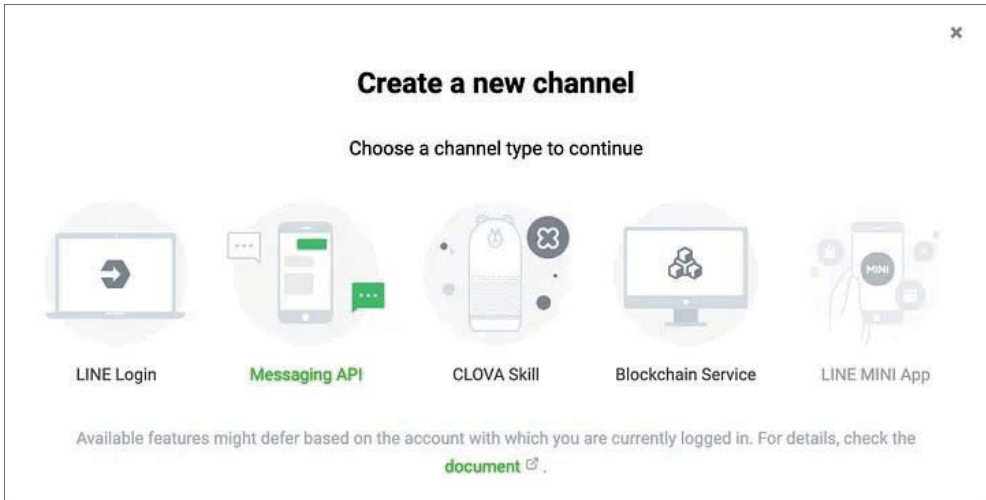 Create a new channel
Choose a channel type to continue
MINI
LINE Login
Messaging API
CLOVA Skill
Blockchain Service
LINE MINI App
Available features might defer based on the account with which you are currently logged in. For details, check the
document .